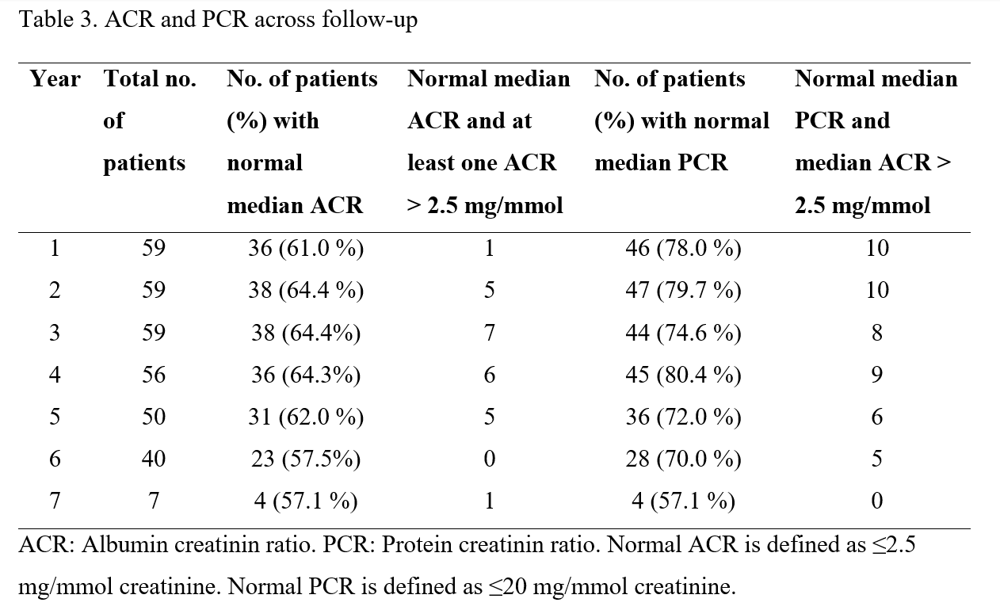 Table 3. ACR and PCR across follow-up
Year Total no. No. of patients Normal median No. of patients Normal median
of (%) with ACR and at (%) with normal PCR and
patients normal least one ACR median PCR median ACR >
median ACR > 2.5 mg/mmol 2.5 mg/mmol
1 59 36 (61.0 %) 1 46 (78.0 %) 10
2 59 38 (64.4 %) 5 47 (79.7 %) 10
3 59 38 (64.4%) 7 44 (74.6 %) 8
4 56 36 (64.3%) 6 45 (80.4 %) 9
5 50 31 (62.0 %) 5 36 (72.0 %) 6
6 40 23 (57.5%) 0 28 (70.0 %) 5
7 7 4 (57.1 %) 1 4 (57.1 %) 0
ACR: Albumin creatinin ratio. PCR: Protein creatinin ratio. Normal ACR is defined as ≤2.5
mg/mmol creatinine. Normal PCR is defined as ≤20 mg/mmol creatinine.